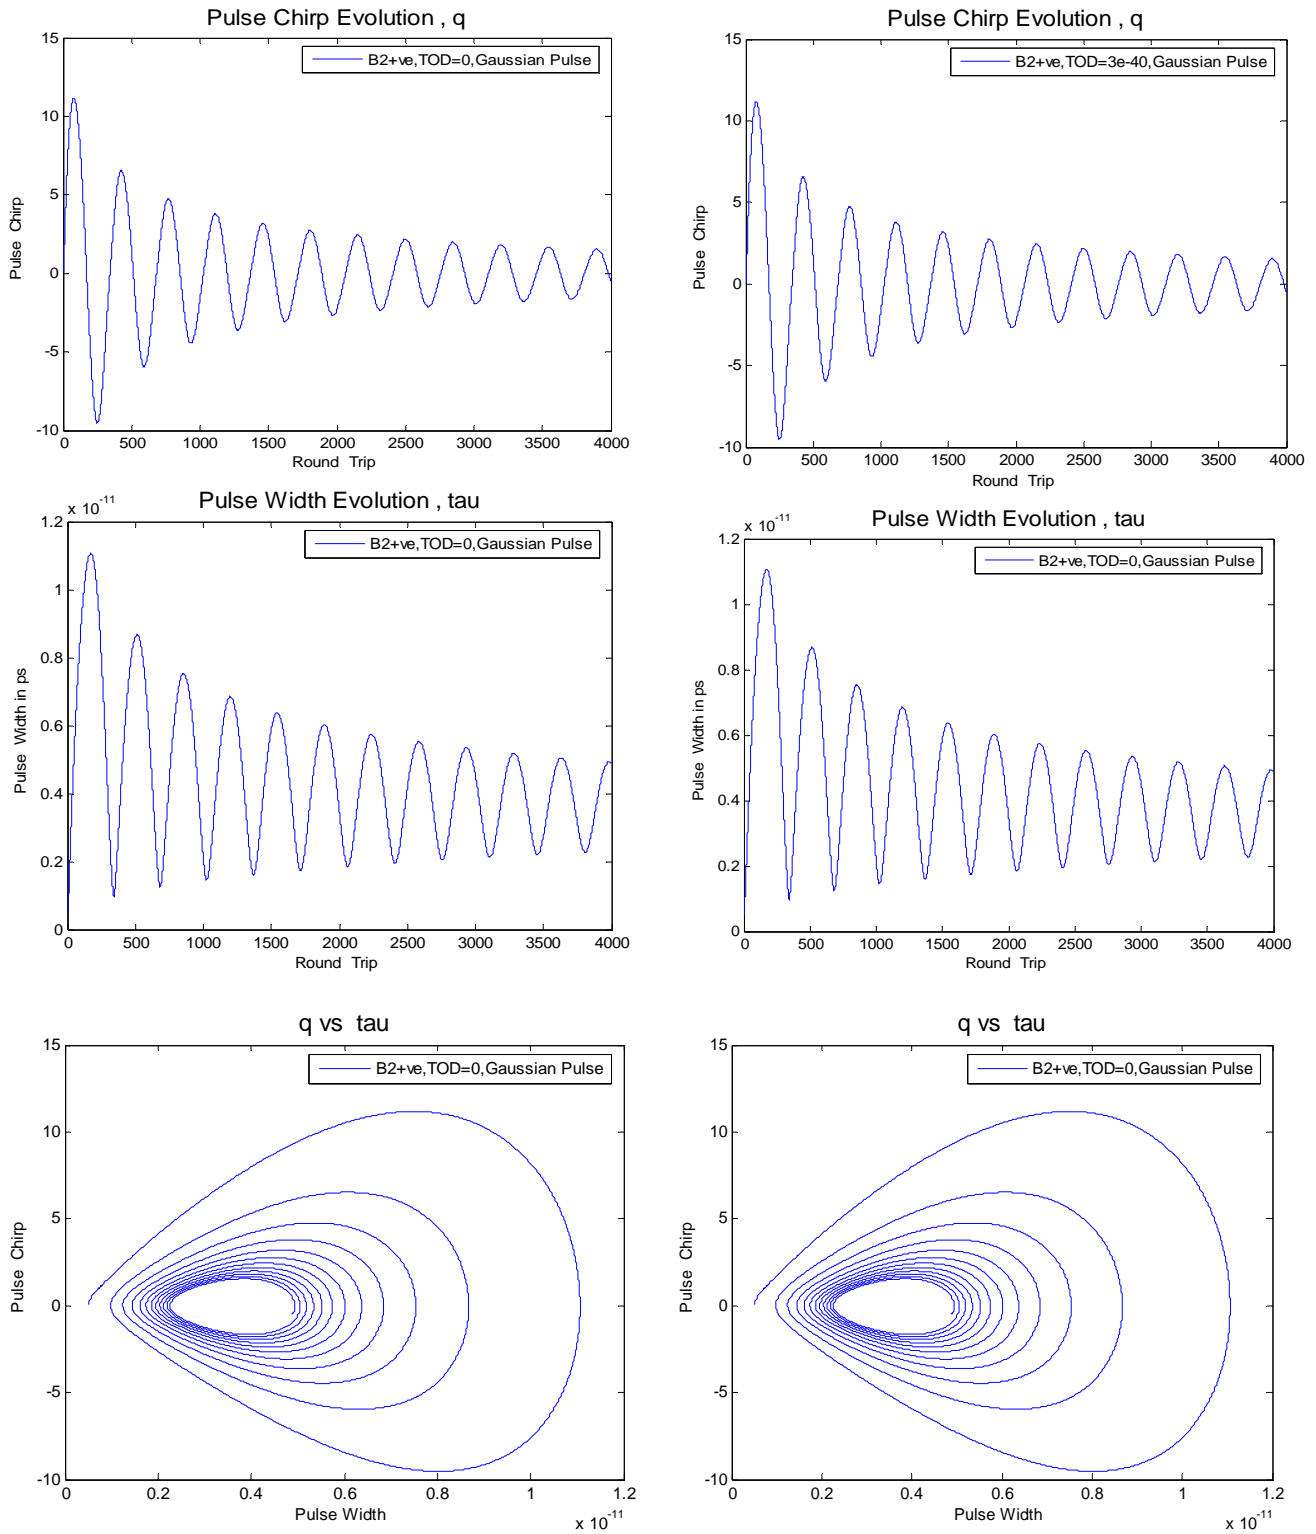 Pulse Chirp Evolution , q
15
10
5
0
-5
-10
Pulse Chirp
B2+ve,TOD=0,Gaussian Pulse
0 500 1000 1500 2000 2500 3000 3500 4000
Round Trip
Pulse Chirp Evolution , q
15
10
5
0
-5
-10
Pulse Chirp
B2+ve,TOD=3e-40,Gaussian Pulse
0 500 1000 1500 2000 2500 3000 3500 4000
Round Trip
Pulse Width Evolution , tau
x 10-11
1.2
1
0.8
0.6
0.4
0.2
0
Pulse Width in ps
B2+ve,TOD=0,Gaussian Pulse
0 500 1000 1500 2000 2500 3000 3500 4000
Round Trip
Pulse Width Evolution , tau
x 10-11
1.2
1
0.8
0.6
0.4
0.2
0
Pulse Width in ps
B2+ve,TOD=0,Gaussian Pulse
0 500 1000 1500 2000 2500 3000 3500 4000
Round Trip
q vs tau
15
10
5
0
-5
-10
Pulse Chirp
B2+ve,TOD=0,Gaussian Pulse
0 0.2 0.4 0.6 0.8 1 1.2
Pulse Width
x 10-11
q vs tau
15
10
5
0
-5
-10
Pulse Chirp
B2+ve,TOD=0,Gaussian Pulse
0 0.2 0.4 0.6 0.8 1 1.2
Pulse Width
x 10-11